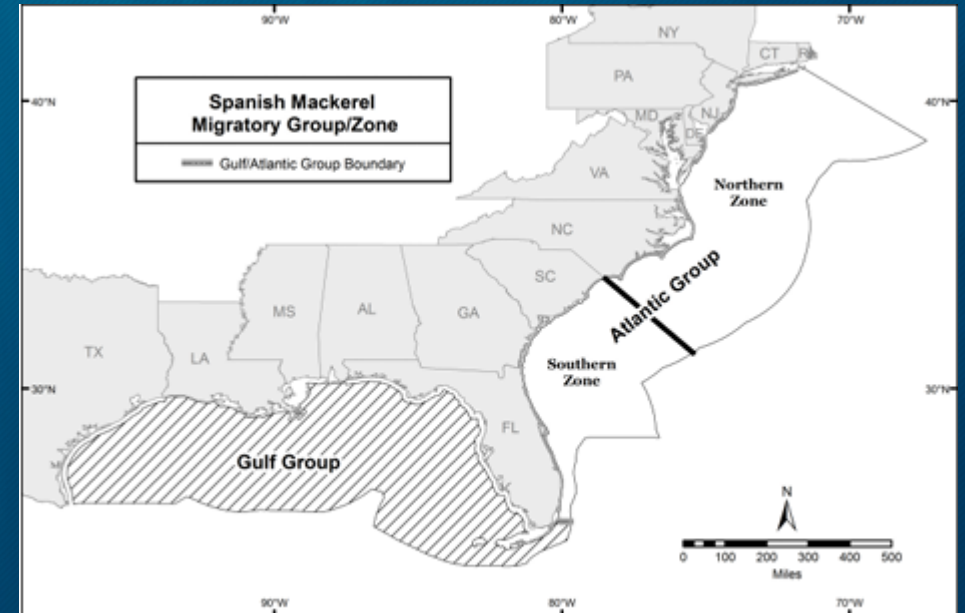 90°W
80°W
70°W
NY
CT
RI
PA
40°N
40°N
Spanish Mackerel
Migratory Group/Zone
Gulf/Atlantic Group Boundary
MD
NJ
DE
VA
Northern
Zone
NC
SC
Atlantic Group
MS
AL
GA
TX
LA
Southern
Zone
30°N
30°N
FL
Gulf Group
N
0 100 200 300 400 500
Miles
90°W
80°W
70°W